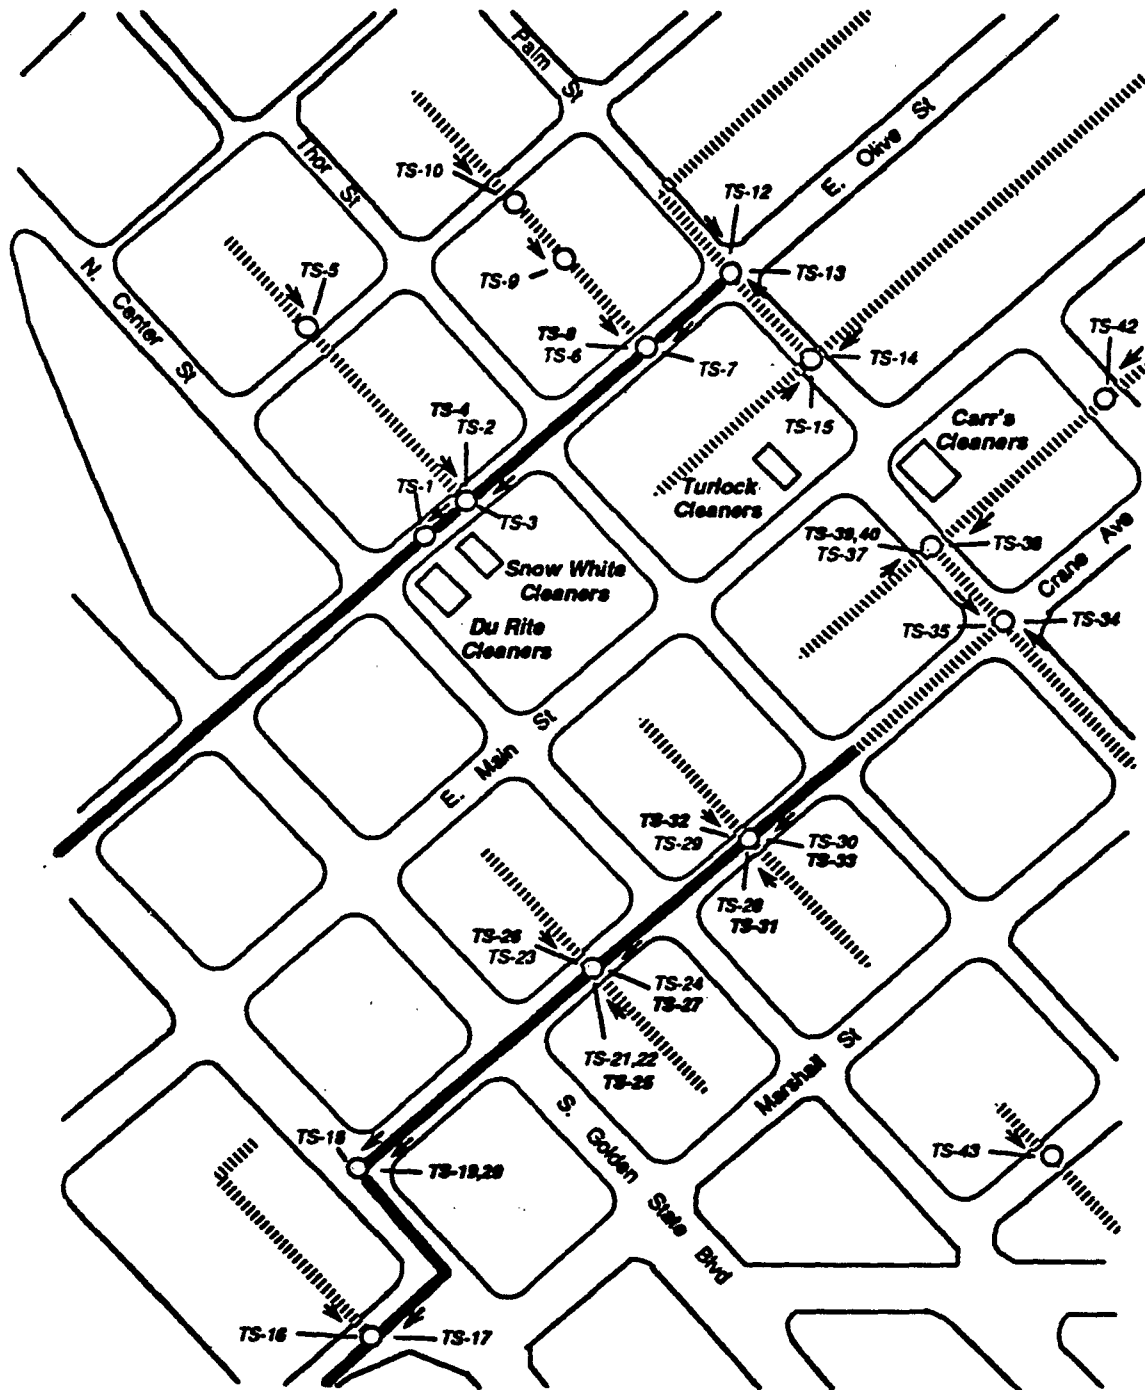 Palm St
Thor St
E. Olive St
TS-10
TS-12
TS-9
TS-13
TS-5
N. Center St
TS-8
TS-6
TS-7
TS-14
TS-42
TS-4
TS-2
TS-15
Carr's
Cleaners
Turlock
Cleaners
TS-1
TS-3
TS-39,40
TS-37
Crane Ave
Snow White
Cleaners
Du Rite
Cleaners
TS-35
TS-34
E. Main St
TS-32
TS-29
TS-30
TS-33
TS-28
TS-31
TS-26
TS-23
TS-24
TS-27
TS-21,22
TS-25
Marshall St
S. Golden State Blvd
TS-18
TS-43
TS-16
TS-17